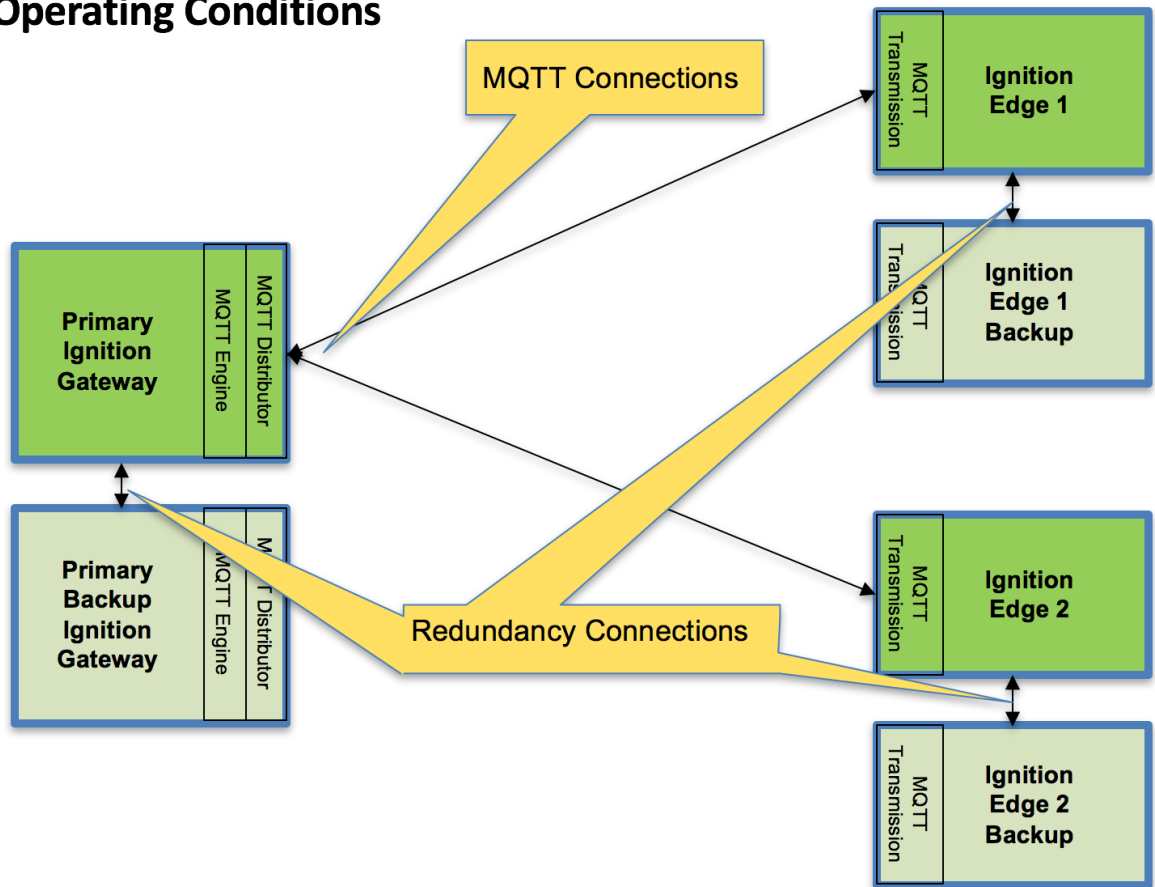 Operating Conditions
MQTT Connections
MQTT
Transmission
Ignition
Edge 1
Ignition
Edge 1
Backup
Primary
Ignition
Gateway
MQTT Engine
MQTT Distributor
Primary
Backup
Ignition
Gateway
MQTT Engine
Distributor
Redundancy Connections
MQTT
Transmission
Ignition
Edge 2
MQTT
Transmission
Ignition
Edge 2
Backup